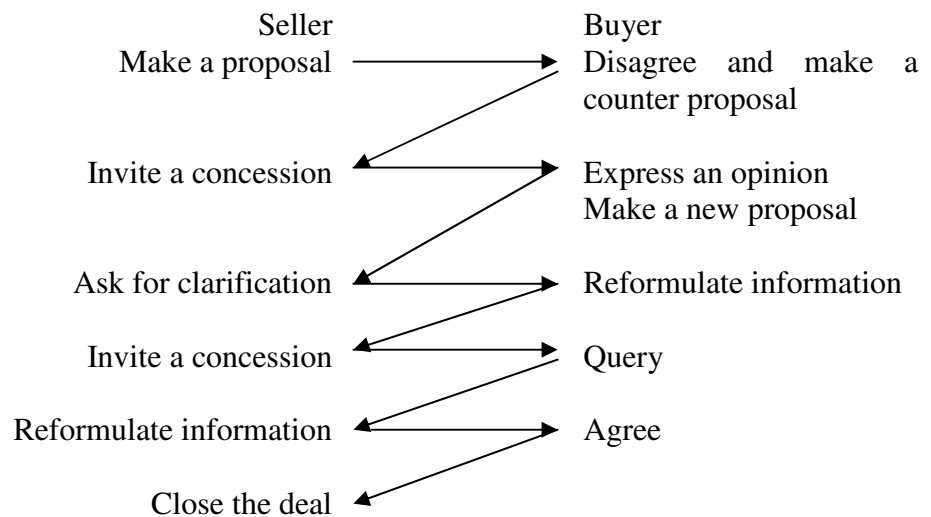 Seller Buyer
Make a proposal Disagree and make a
counter proposal
Invite a concession Express an opinion
Make a new proposal
Ask for clarification Reformulate information
Invite a concession Query
Reformulate information Agree
Close the deal